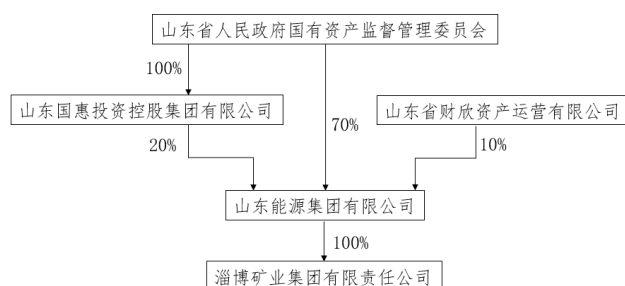 山东省人民政府国有资产监督管理委员会
100%
山东国惠投资控股集团有限公司
70%
山东省财欣资产运营有限公司
20%
10%
山东能源集团有限公司
100%
淄博矿业集团有限责任公司